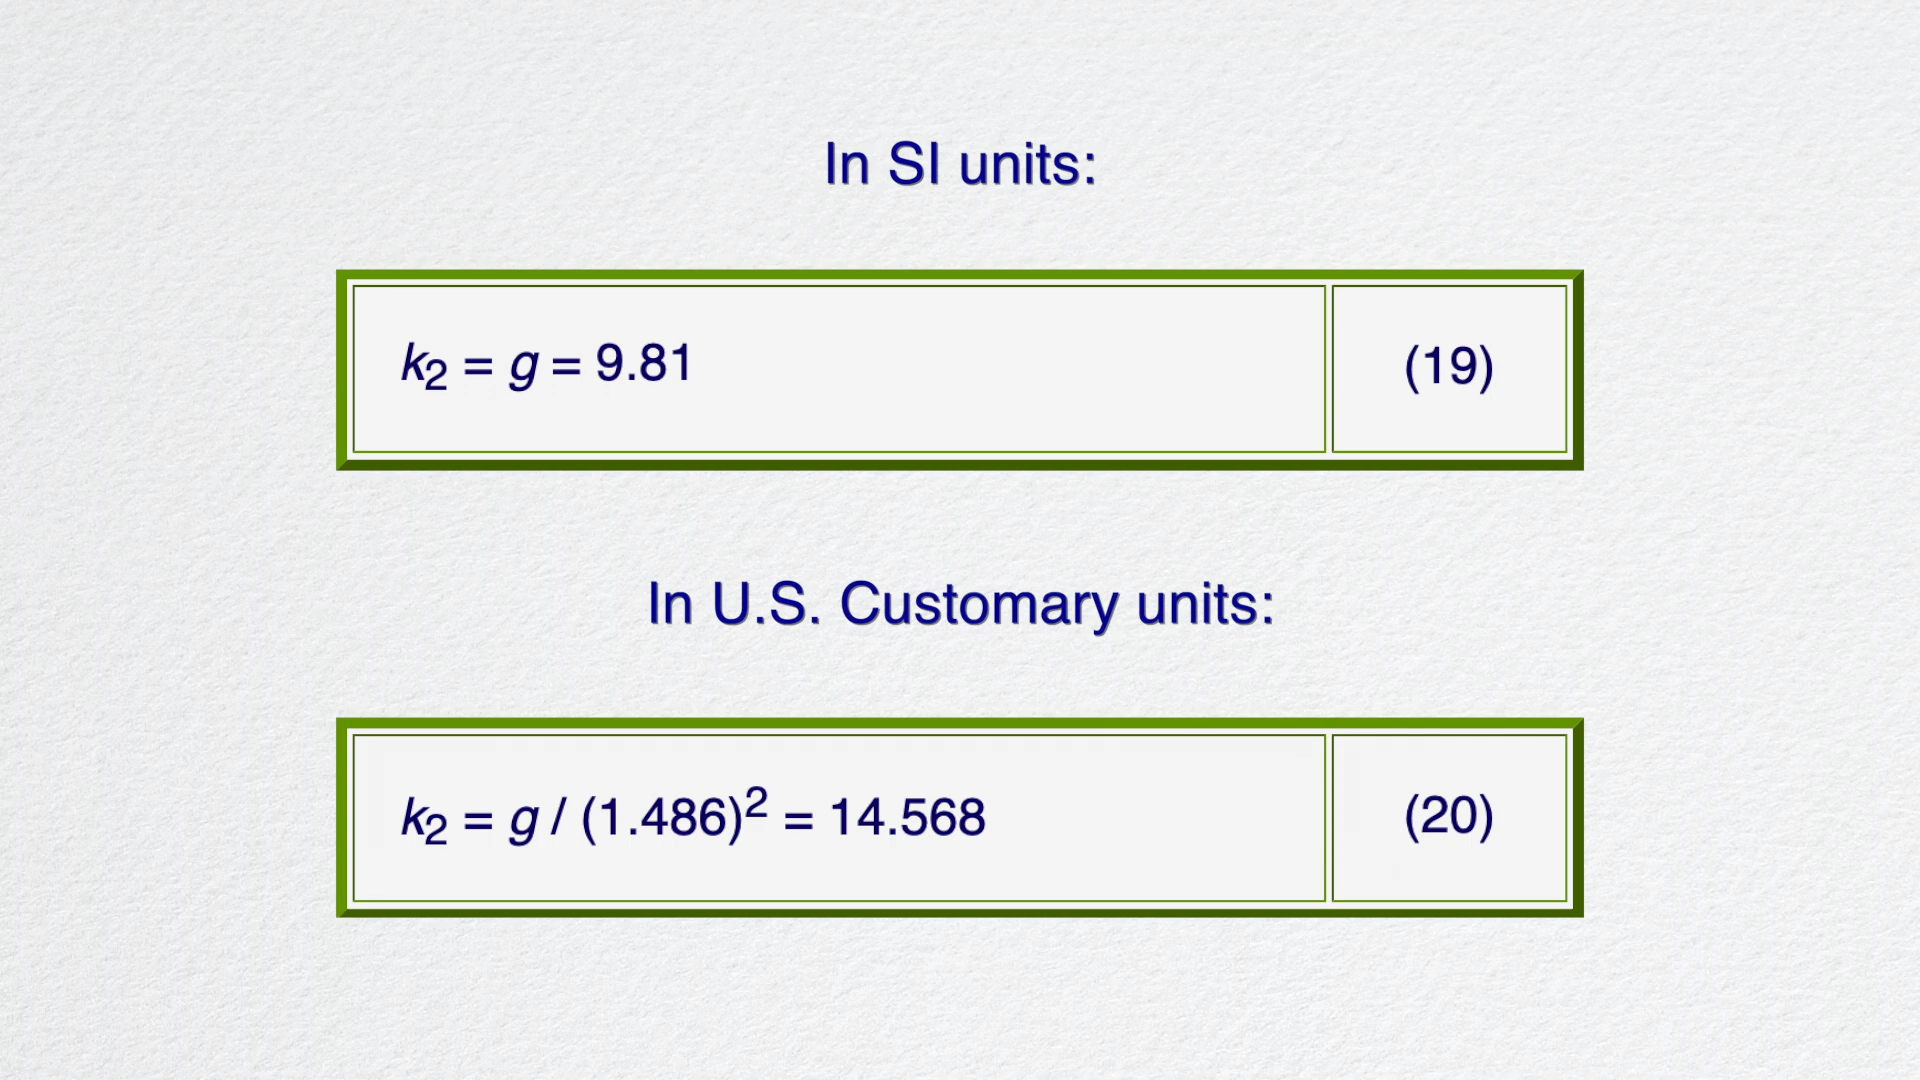 In SI units:
k₂ = g = 9.81 (19)
In U.S. Customary units:
k₂ = g / (1.486)² = 14.568 (20)